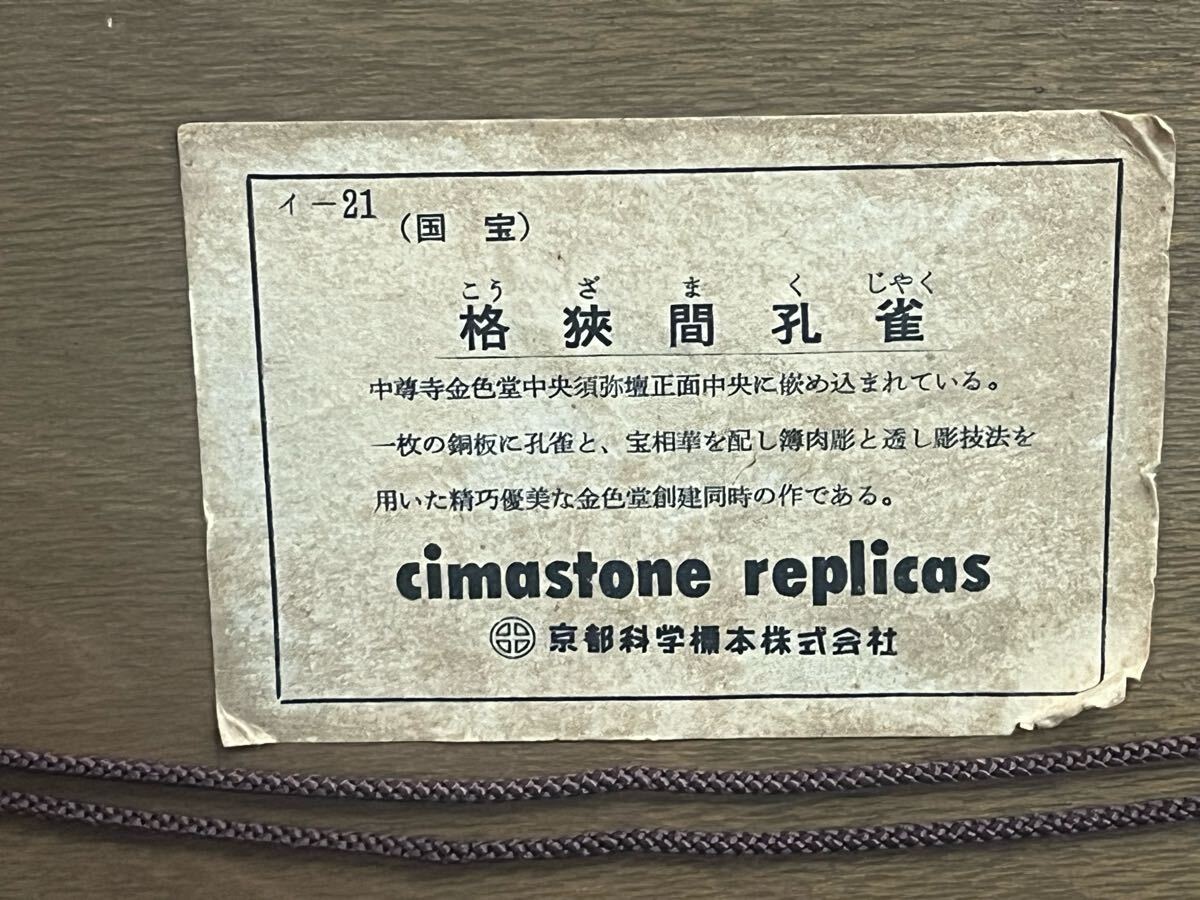 イ－21
（国 宝）
こう ざ ま く じゃく
格 狹 間 孔 雀
中尊寺金色堂中央須弥壇正面中央に嵌め込まれている。
一枚の銅板に孔雀と、宝相華を配し簿肉彫と透し彫技法を
用いた精巧優美な金色堂創建同時の作である。
cimastone replicas
京都科学標本株式会社